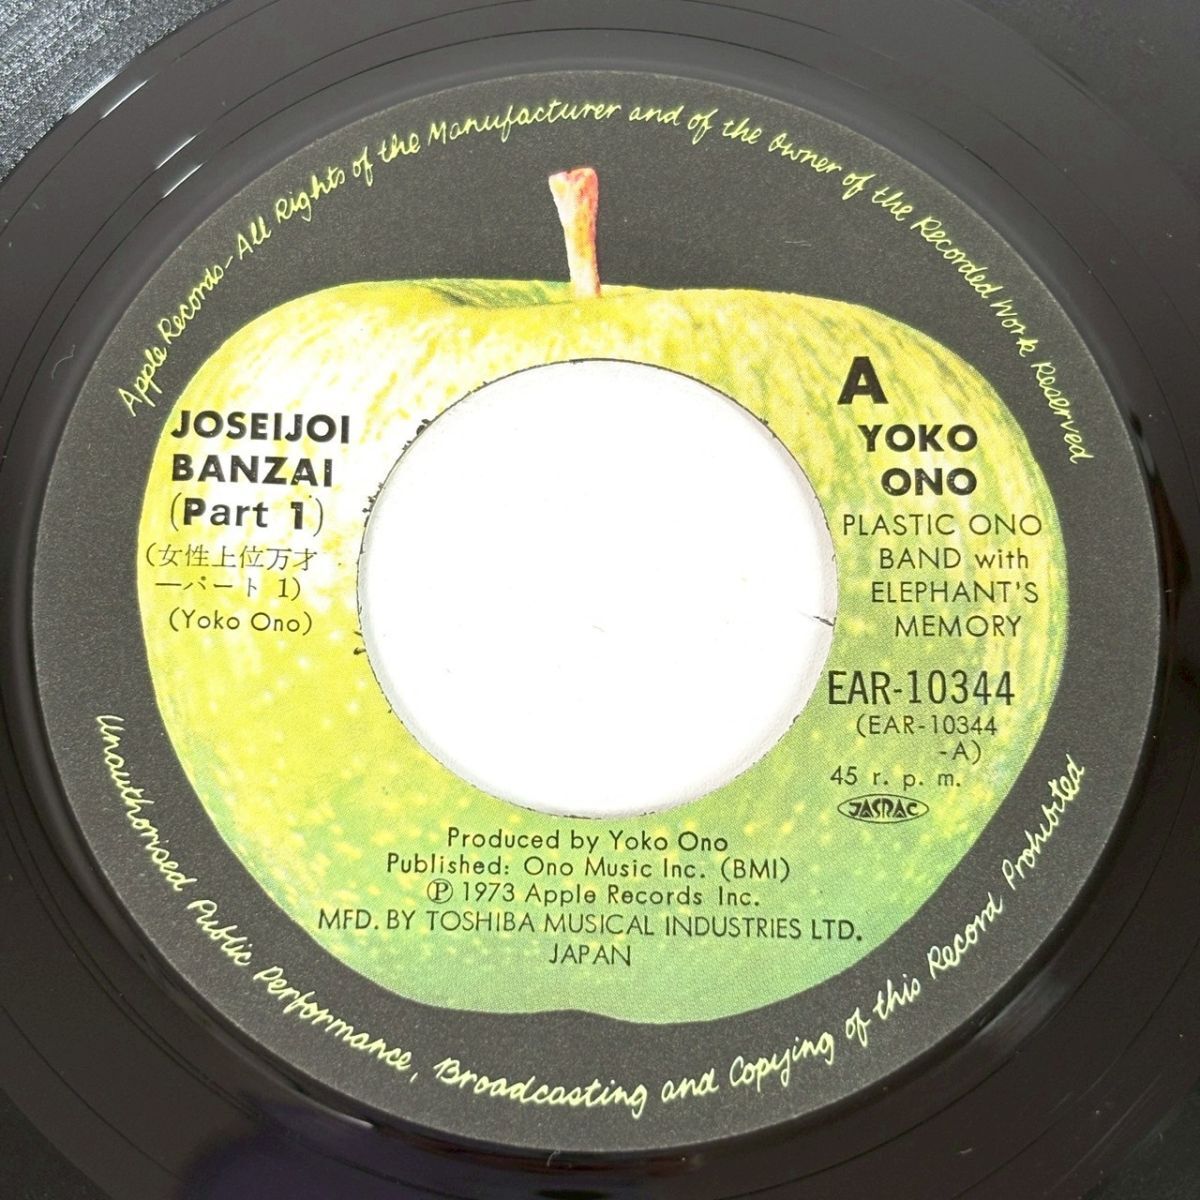 Apple Records-All Rights of the Manufacturer and of the Owner of the Recorded Work Reserved
JOSEIJOI
BANZAI
(Part 1)
(女性上位万才
—パート 1)
(Yoko Ono)
A
YOKO
ONO
PLASTIC ONO
BAND with
ELEPHANT'S
MEMORY
EAR-10344
(EAR-10344
-A)
45 r. p. m.
JASRAC
Produced by Yoko Ono
Published: Ono Music Inc. (BMI)
Ⓟ 1973 Apple Records Inc.
MFD. BY TOSHIBA MUSICAL INDUSTRIES LTD.
JAPAN
Unauthorised Public Performance, Broadcasting and Copying of this Record Prohibited